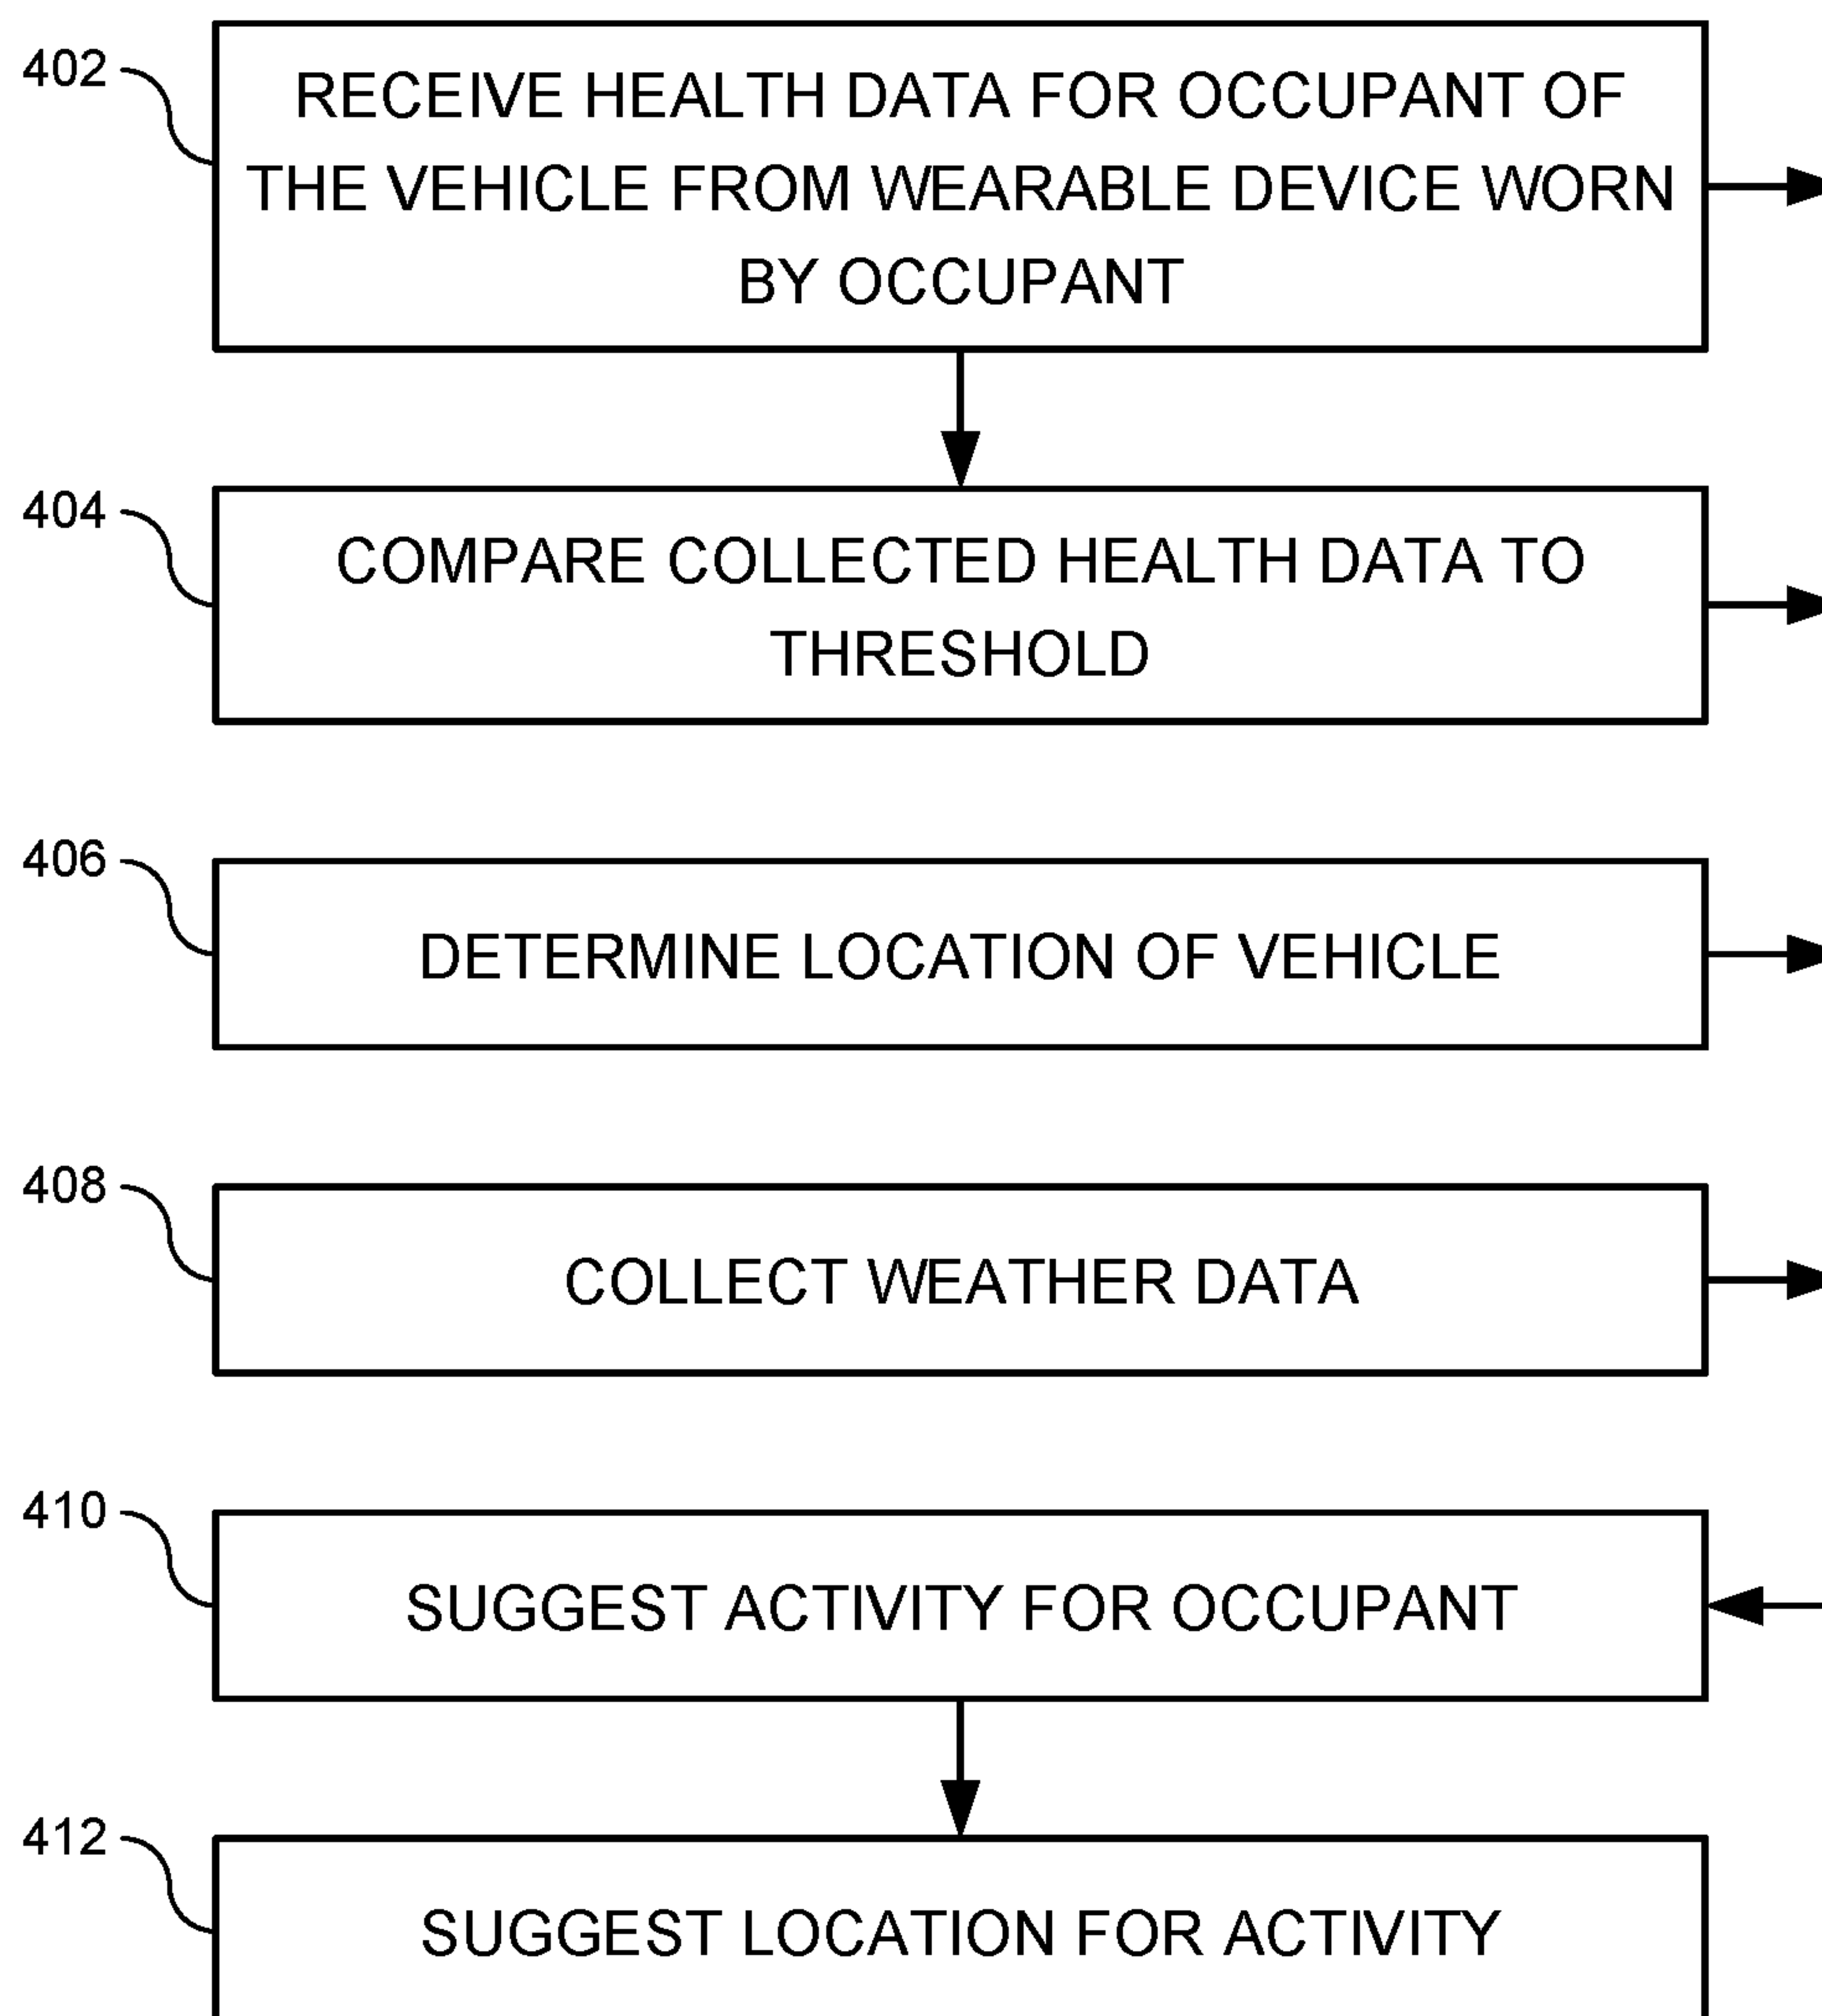 402
RECEIVE HEALTH DATA FOR OCCUPANT OF
THE VEHICLE FROM WEARABLE DEVICE WORN
BY OCCUPANT
404
COMPARE COLLECTED HEALTH DATA TO
THRESHOLD
406
DETERMINE LOCATION OF VEHICLE
408
COLLECT WEATHER DATA
410
SUGGEST ACTIVITY FOR OCCUPANT
412
SUGGEST LOCATION FOR ACTIVITY